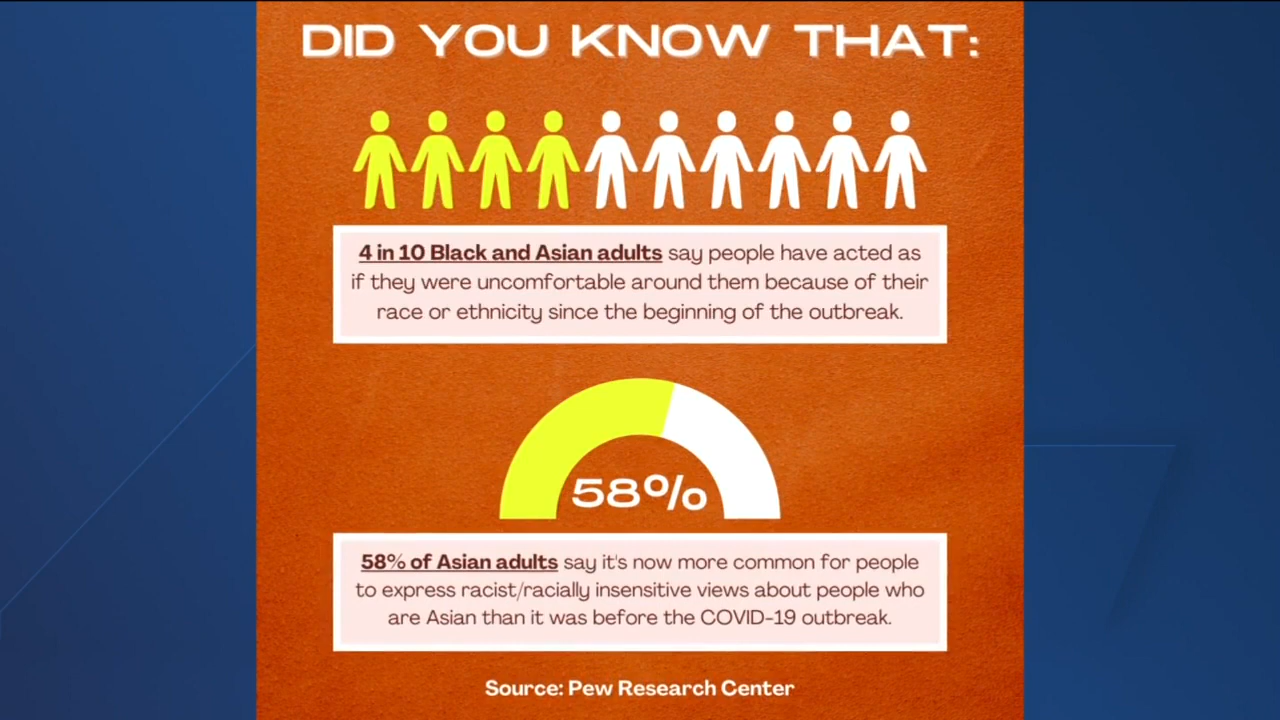 DID YOU KNOW THAT:
4 in 10 Black and Asian adults say people have acted as
if they were uncomfortable around them because of their
race or ethnicity since the beginning of the outbreak.
58%
58% of Asian adults say it's now more common for people
to express racist/racially insensitive views about people who
are Asian than it was before the COVID-19 outbreak.
Source: Pew Research Center